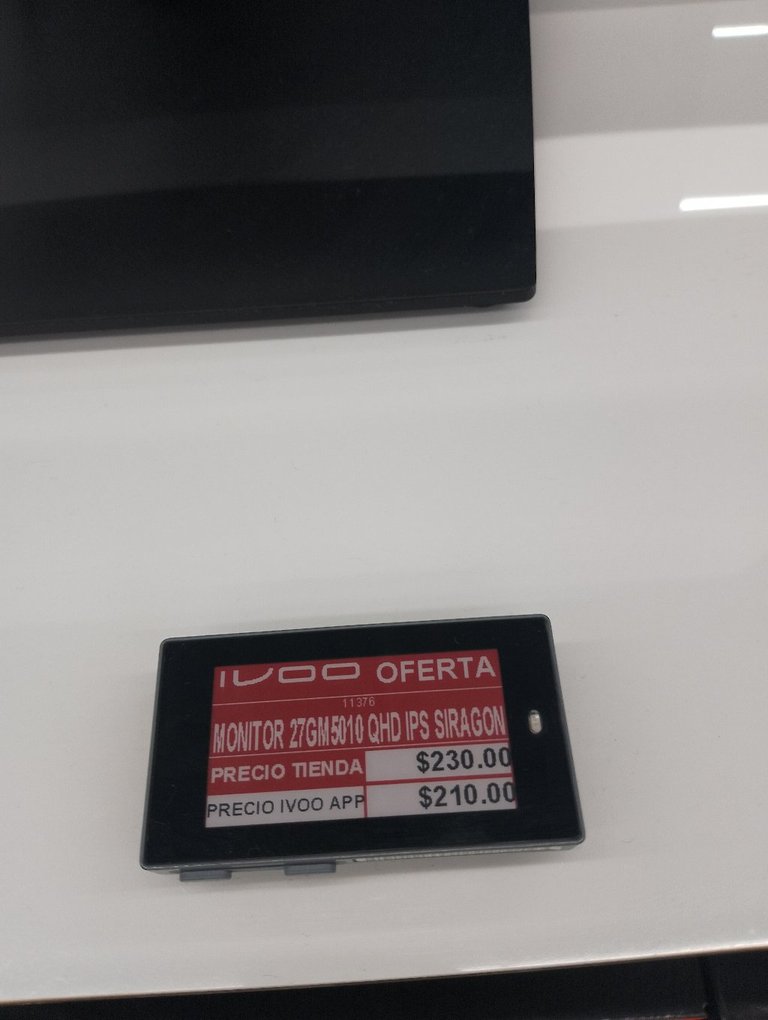 IVOO OFERTA
11376
MONITOR 27GM5010 QHD IPS SIRAGON
PRECIO TIENDA $230.00
PRECIO IVOO APP $210.00